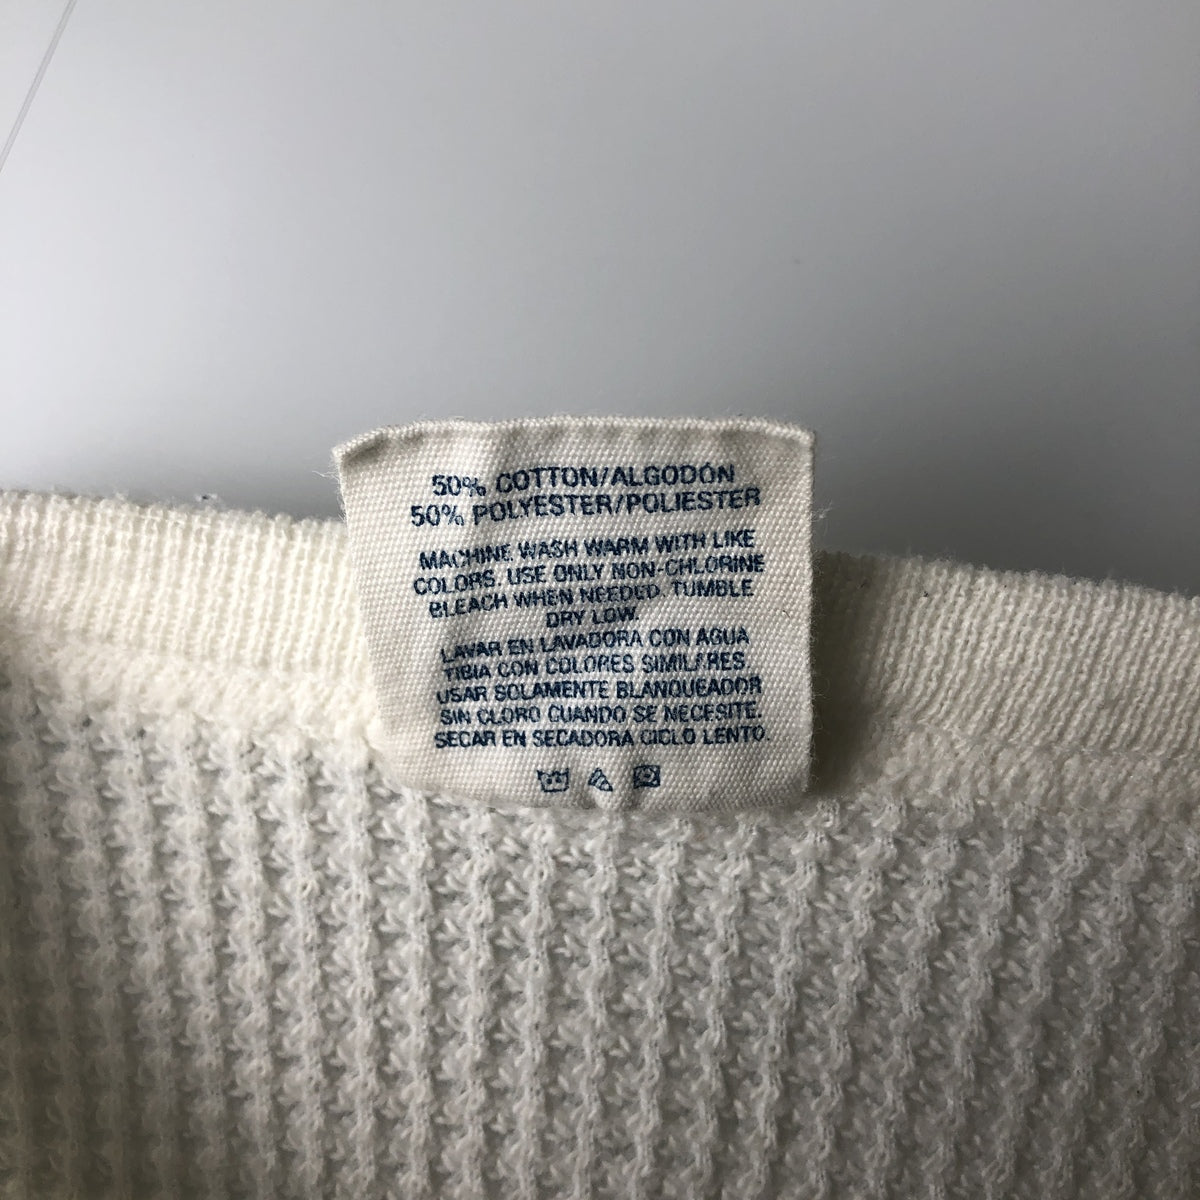 50% COTTON/ALGODÓN
50% POLYESTER/POLIESTER
MACHINE WASH WARM WITH LIKE
COLORS. USE ONLY NON-CHLORINE
BLEACH WHEN NEEDED. TUMBLE
DRY LOW.
LAVAR EN LAVADORA CON AGUA
TIBIA CON COLORES SIMILARES
USAR SOLAMENTE BLANQUEADOR
SIN CLORO CUANDO SE NECESITE.
SECAR EN SECADORA CICLO LENTO.